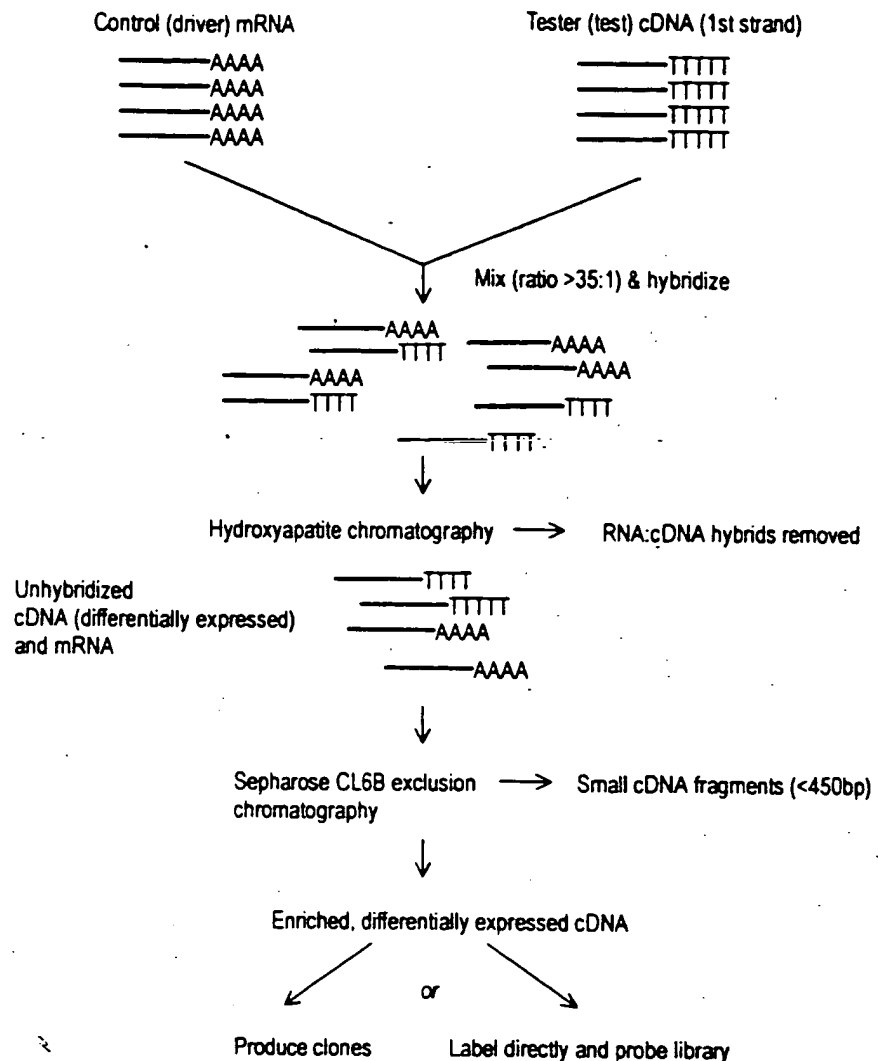 Control (driver) mRNA
Tester (test) cDNA (1st strand)
AAAA
TTTTT
AAAA
TTTTT
AAAA
TTTTT
AAAA
TTTTT
Mix (ratio >35:1) & hybridize
AAAA
TTTT
AAAA
AAAA
AAAA
TTTT
TTTT
TTTT
Hydroxyapatite chromatography
RNA:cDNA hybrids removed
Unhybridized
cDNA (differentially expressed)
and mRNA
TTTT
TTTTT
AAAA
AAAA
Sepharose CL6B exclusion
chromatography
Small cDNA fragments (<450bp)
Enriched, differentially expressed cDNA
or
Produce clones
Label directly and probe library